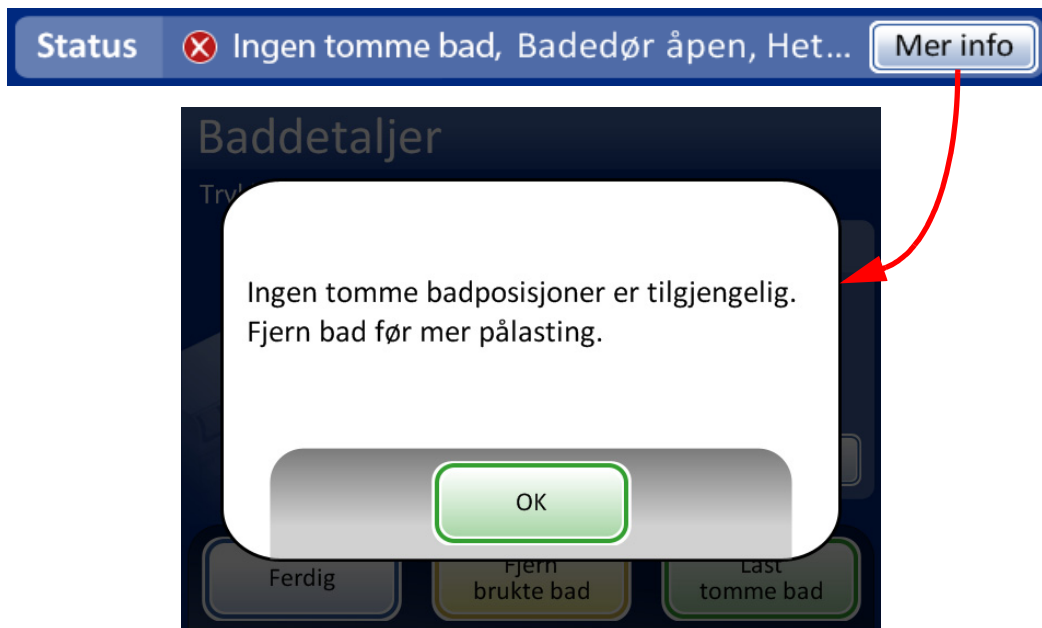 Status Ingen tomme bad, Badedør åpen, Het... Mer info
Baddetaljer
Ingen tomme badposisjoner er tilgjengelig.
Fjern bad før mer pålasting.
OK
Ferdig
Fjern
brukte bad
Last
tomme bad